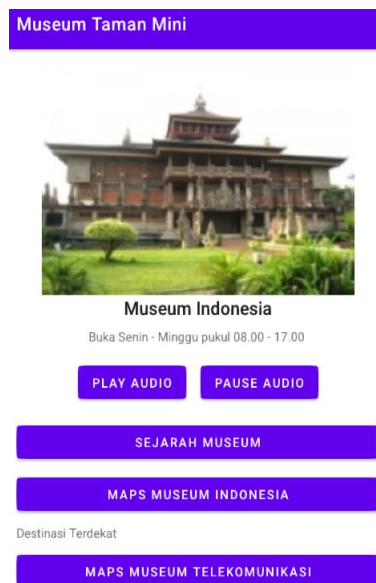 Museum Taman Mini
Museum Indonesia
Buka Senin - Minggu pukul 08.00 - 17.00
PLAY AUDIO
PAUSE AUDIO
SEJARAH MUSEUM
MAPS MUSEUM INDONESIA
Destinasi Terdekat
MAPS MUSEUM TELEKOMUNIKASI